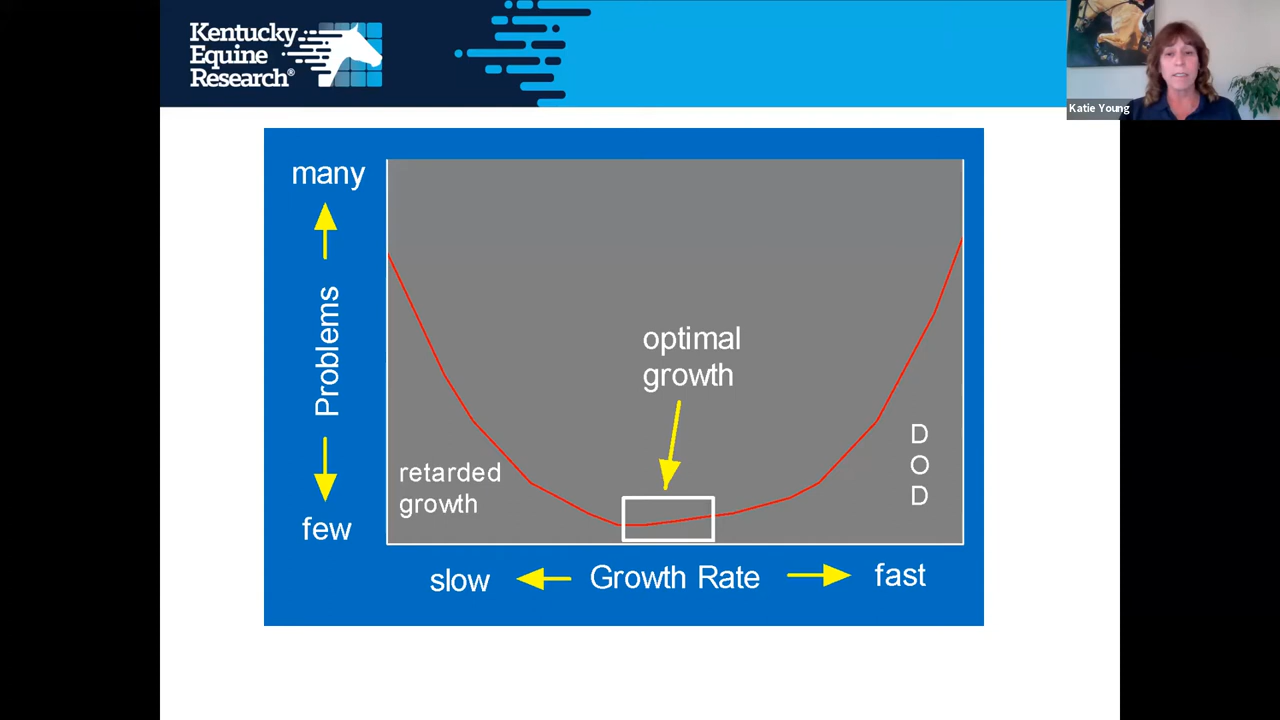 Kentucky
Equine
Research®
Katie Young
many
Problems
few
optimal
growth
retarded
growth
D
O
D
slow
Growth Rate
fast